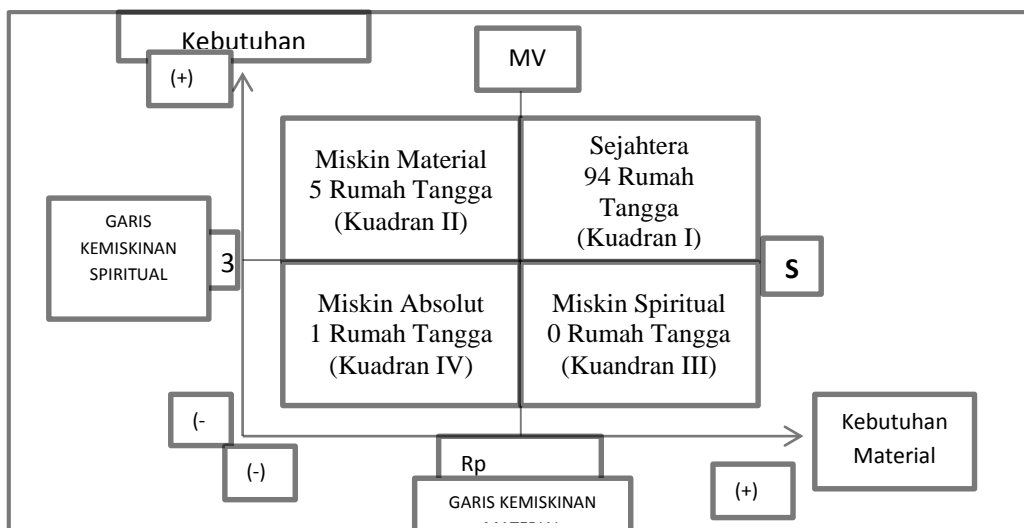 Kebutuhan
(+)
MV
Miskin Material
5 Rumah Tangga
(Kuadran II)
Sejahtera
94 Rumah
Tangga
(Kuadran I)
GARIS
KEMISKINAN
SPIRITUAL
3
S
Miskin Absolut
1 Rumah Tangga
(Kuadran IV)
Miskin Spiritual
0 Rumah Tangga
(Kuandran III)
(-
(-)
Rp
GARIS KEMISKINAN
(+)
Kebutuhan
Material